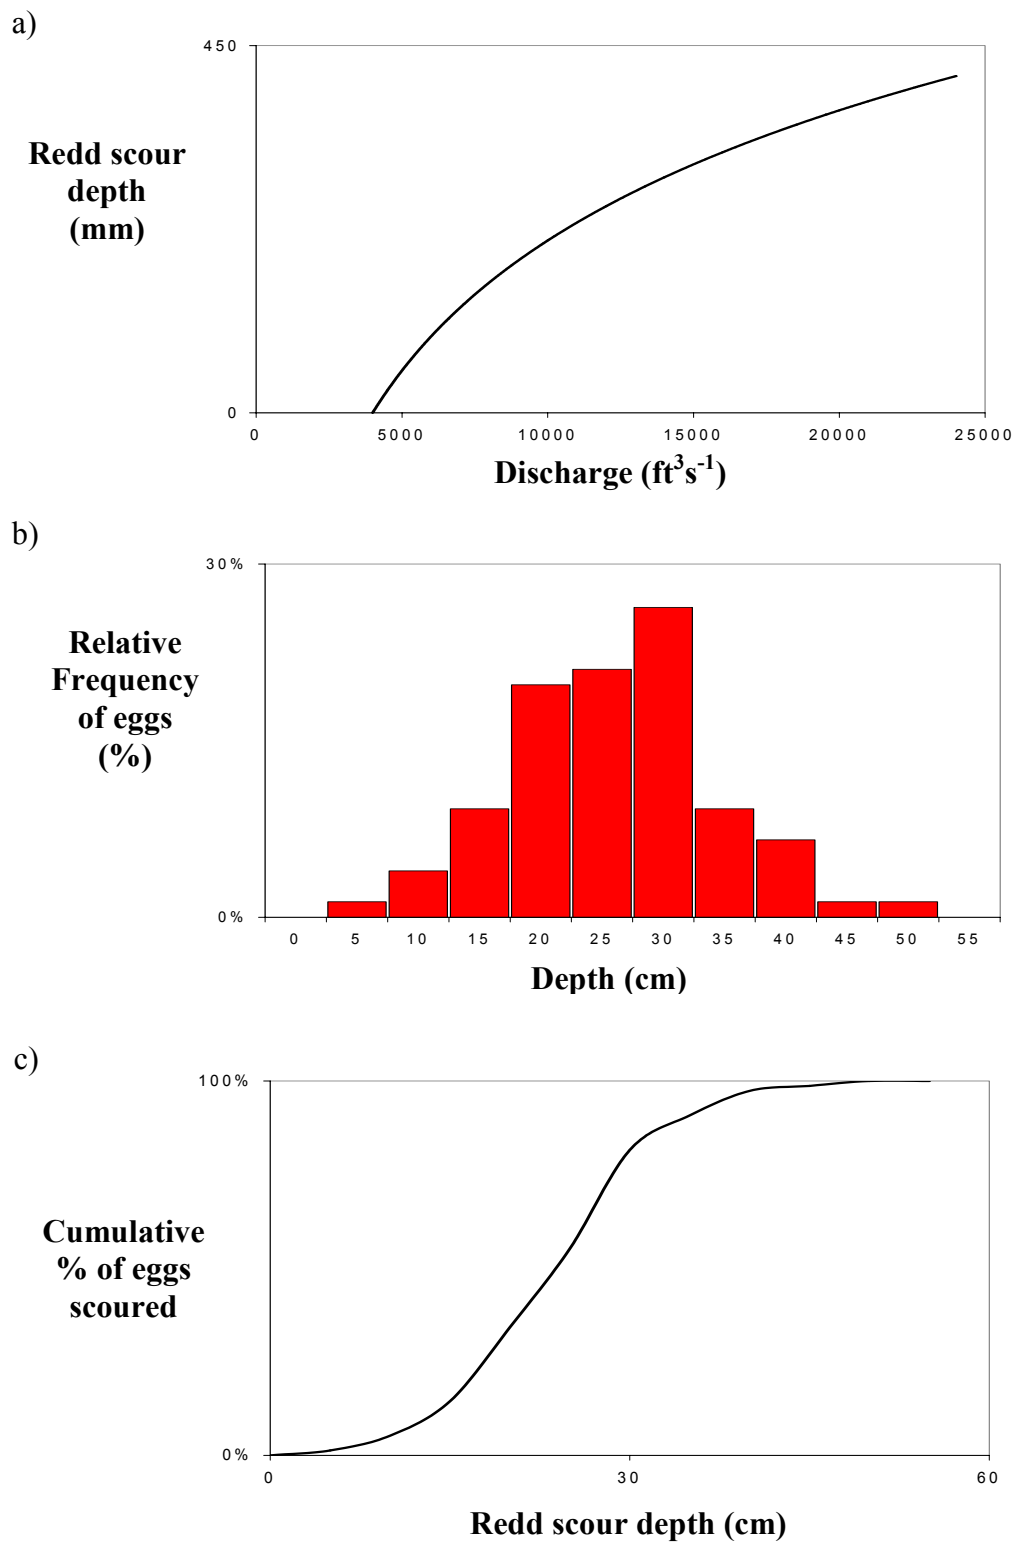 a)
450
Redd scour
depth
(mm)
0
0 5000 10000 15000 20000 25000
Discharge (ft³s⁻¹)
b)
30%
Relative
Frequency
of eggs
(%)
0%
0 5 10 15 20 25 30 35 40 45 50 55
Depth (cm)
c)
100%
Cumulative
% of eggs
scoured
0%
0 30 60
Redd scour depth (cm)